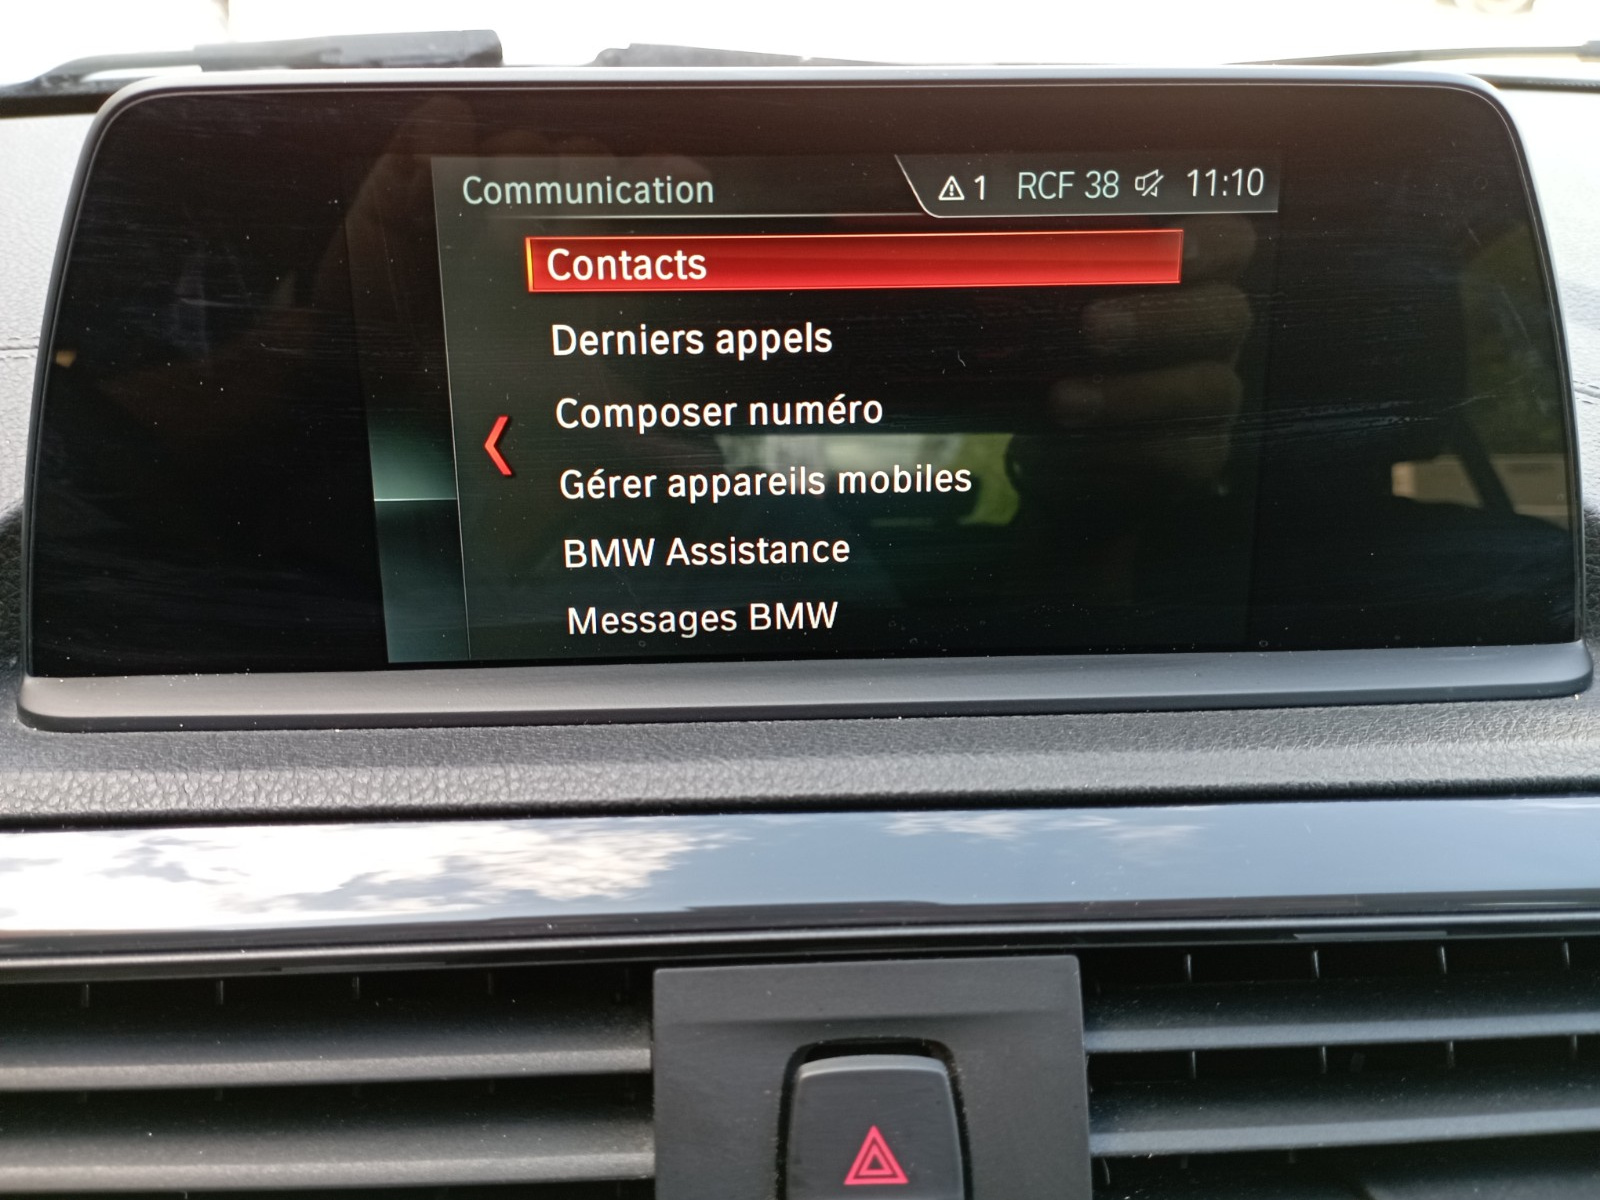 Communication 1 RCF 38 11:10
Contacts
Derniers appels
Composer numéro
Gérer appareils mobiles
BMW Assistance
Messages BMW